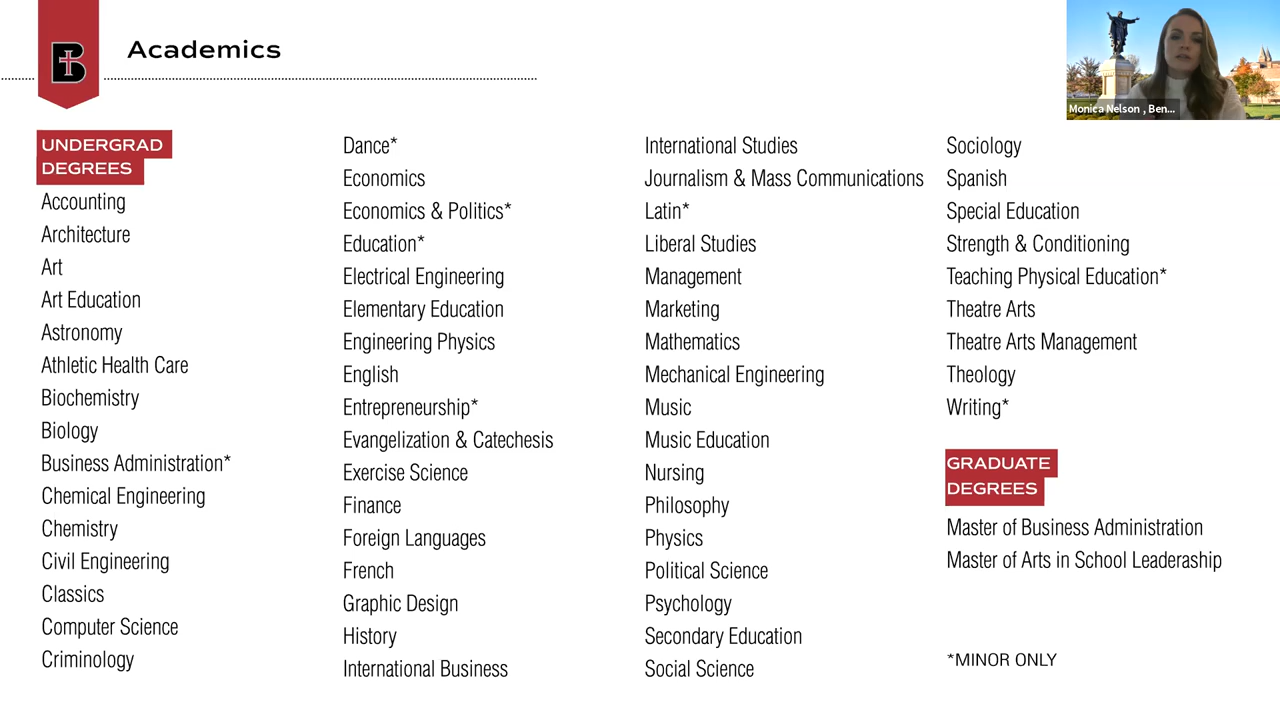 Academics
Monica Nelson , Ben...
UNDERGRAD
DEGREES
Accounting
Architecture
Art
Art Education
Astronomy
Athletic Health Care
Biochemistry
Biology
Business Administration*
Chemical Engineering
Chemistry
Civil Engineering
Classics
Computer Science
Criminology
Dance*
Economics
Economics & Politics*
Education*
Electrical Engineering
Elementary Education
Engineering Physics
English
Entrepreneurship*
Evangelization & Catechesis
Exercise Science
Finance
Foreign Languages
French
Graphic Design
History
International Business
International Studies
Journalism & Mass Communications
Latin*
Liberal Studies
Management
Marketing
Mathematics
Mechanical Engineering
Music
Music Education
Nursing
Philosophy
Physics
Political Science
Psychology
Secondary Education
Social Science
Sociology
Spanish
Special Education
Strength & Conditioning
Teaching Physical Education*
Theatre Arts
Theatre Arts Management
Theology
Writing*
GRADUATE
DEGREES
Master of Business Administration
Master of Arts in School Leadership
*MINOR ONLY